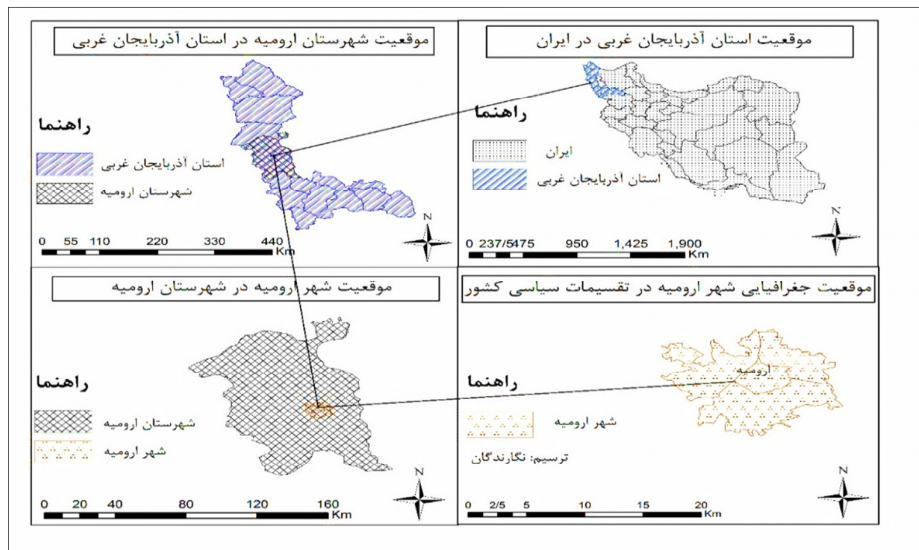 موقعیت استان آذربایجان غربی در ایران
راهنما
ایران
استان آذربایجان غربی
N
0 237/5475 950 1,425 1,900
Km
موقعیت شهرستان ارومیه در استان آذربایجان غربی
راهنما
استان آذربایجان غربی
شهرستان ارومیه
N
0 55 110 220 330 440
Km
موقعیت جغرافیایی شهر ارومیه در تقسیمات سیاسی کشور
ارومیه
راهنما
شهر ارومیه
ترسیم: نگارندگان
N
0 2/5 5 10 15 20
Km
موقعیت شهر ارومیه در شهرستان ارومیه
راهنما
شهرستان ارومیه
شهر ارومیه
N
0 20 40 80 120 160
Km